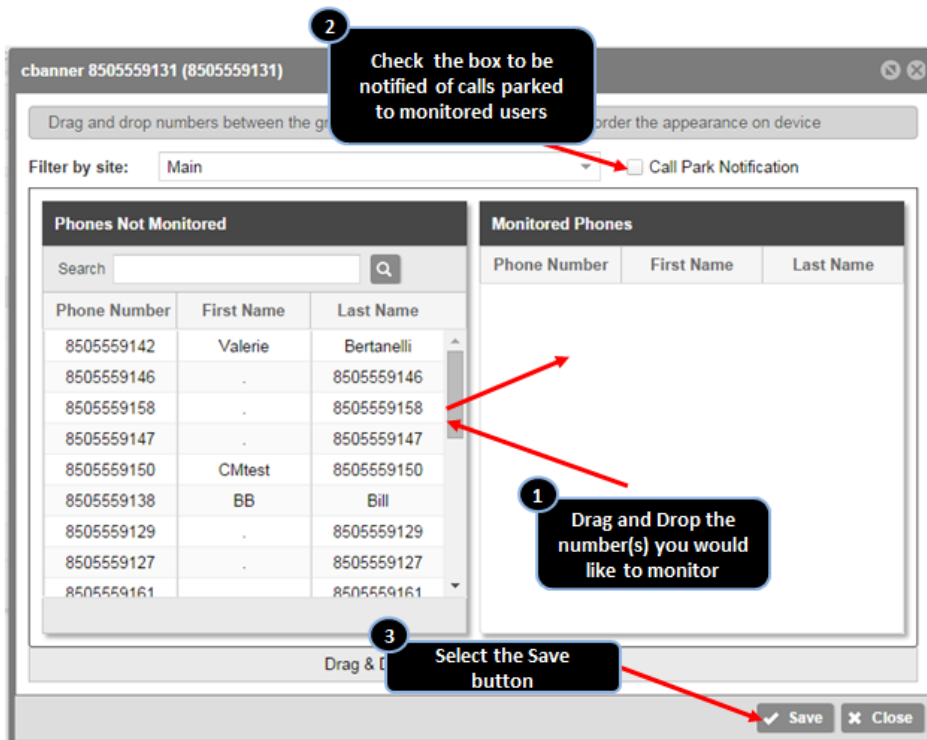 2
Check the box to be
notified of calls parked
to monitored users
cbanner 8505559131 (8505559131)
Drag and drop numbers between the order the appearance on device
Filter by site: Main Call Park Notification
Phones Not Monitored
Monitored Phones
Search
Phone Number First Name Last Name
Phone Number First Name Last Name
8505559142 Valerie Bertanelli
8505559146 . 8505559146
8505559158 . 8505559158
8505559147 . 8505559147
8505559150 CMtest 8505559150
8505559138 BB Bill
8505559129 . 8505559129
8505559127 . 8505559127
8505559161 8505559161
1
Drag and Drop the
number(s) you would
like to monitor
3
Select the Save
button
Drag &
Save Close